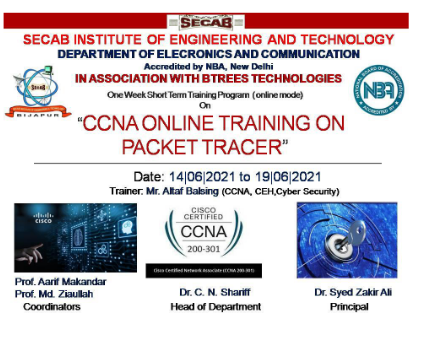 SECAB
SECAB INSTITUTE OF ENGINEERING AND TECHNOLOGY
DEPARTMENT OF ELECRONICS AND COMMUNICATION
Accredited by NBA, New Delhi
IN ASSOCIATION WITH BTREES TECHNOLOGIES
One Week Short Term Training Program ( online mode)
On
"CCNA ONLINE TRAINING ON
PACKET TRACER"
SECAB
BIJAPUR
NBA
Date: 14|06|2021 to 19|06|2021
Trainer: Mr. Altaf Balsing (CCNA, CEH,Cyber Security)
CISCO
CISCO
CERTIFIED
CCNA
200-301
Cisco Certified Network Associate (CCNA 200-301)
Prof. Aarif Makandar
Prof. Md. Ziaullah
Coordinators
Dr. C. N. Shariff
Head of Department
Dr. Syed Zakir Ali
Principal